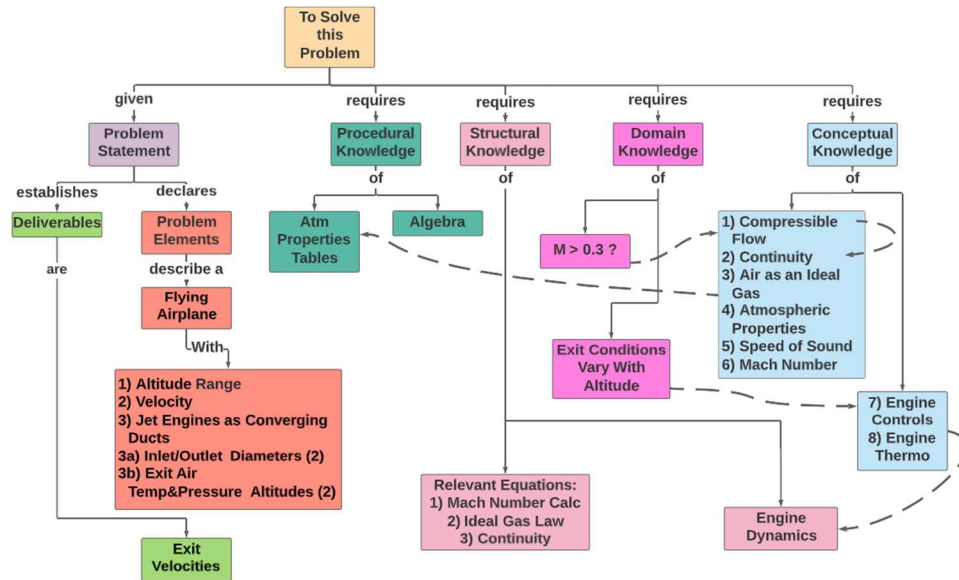 To Solve
this
Problem
given
requires
requires
requires
requires
Problem
Statement
Procedural
Knowledge
Structural
Knowledge
Domain
Knowledge
Conceptual
Knowledge
establishes
declares
of
of
of
of
Deliverables
Problem
Elements
Atm
Properties
Tables
Algebra
M > 0.3 ?
1) Compressible
Flow
2) Continuity
3) Air as an Ideal
Gas
4) Atmospheric
Properties
5) Speed of Sound
6) Mach Number
are
describe a
Flying
Airplane
With
Exit Conditions
Vary With
Altitude
1) Altitude Range
2) Velocity
3) Jet Engines as Converging
Ducts
3a) Inlet/Outlet Diameters (2)
3b) Exit Air
Temp&Pressure Altitudes (2)
7) Engine
Controls
8) Engine
Thermo
Relevant Equations:
1) Mach Number Calc
2) Ideal Gas Law
3) Continuity
Engine
Dynamics
Exit
Velocities